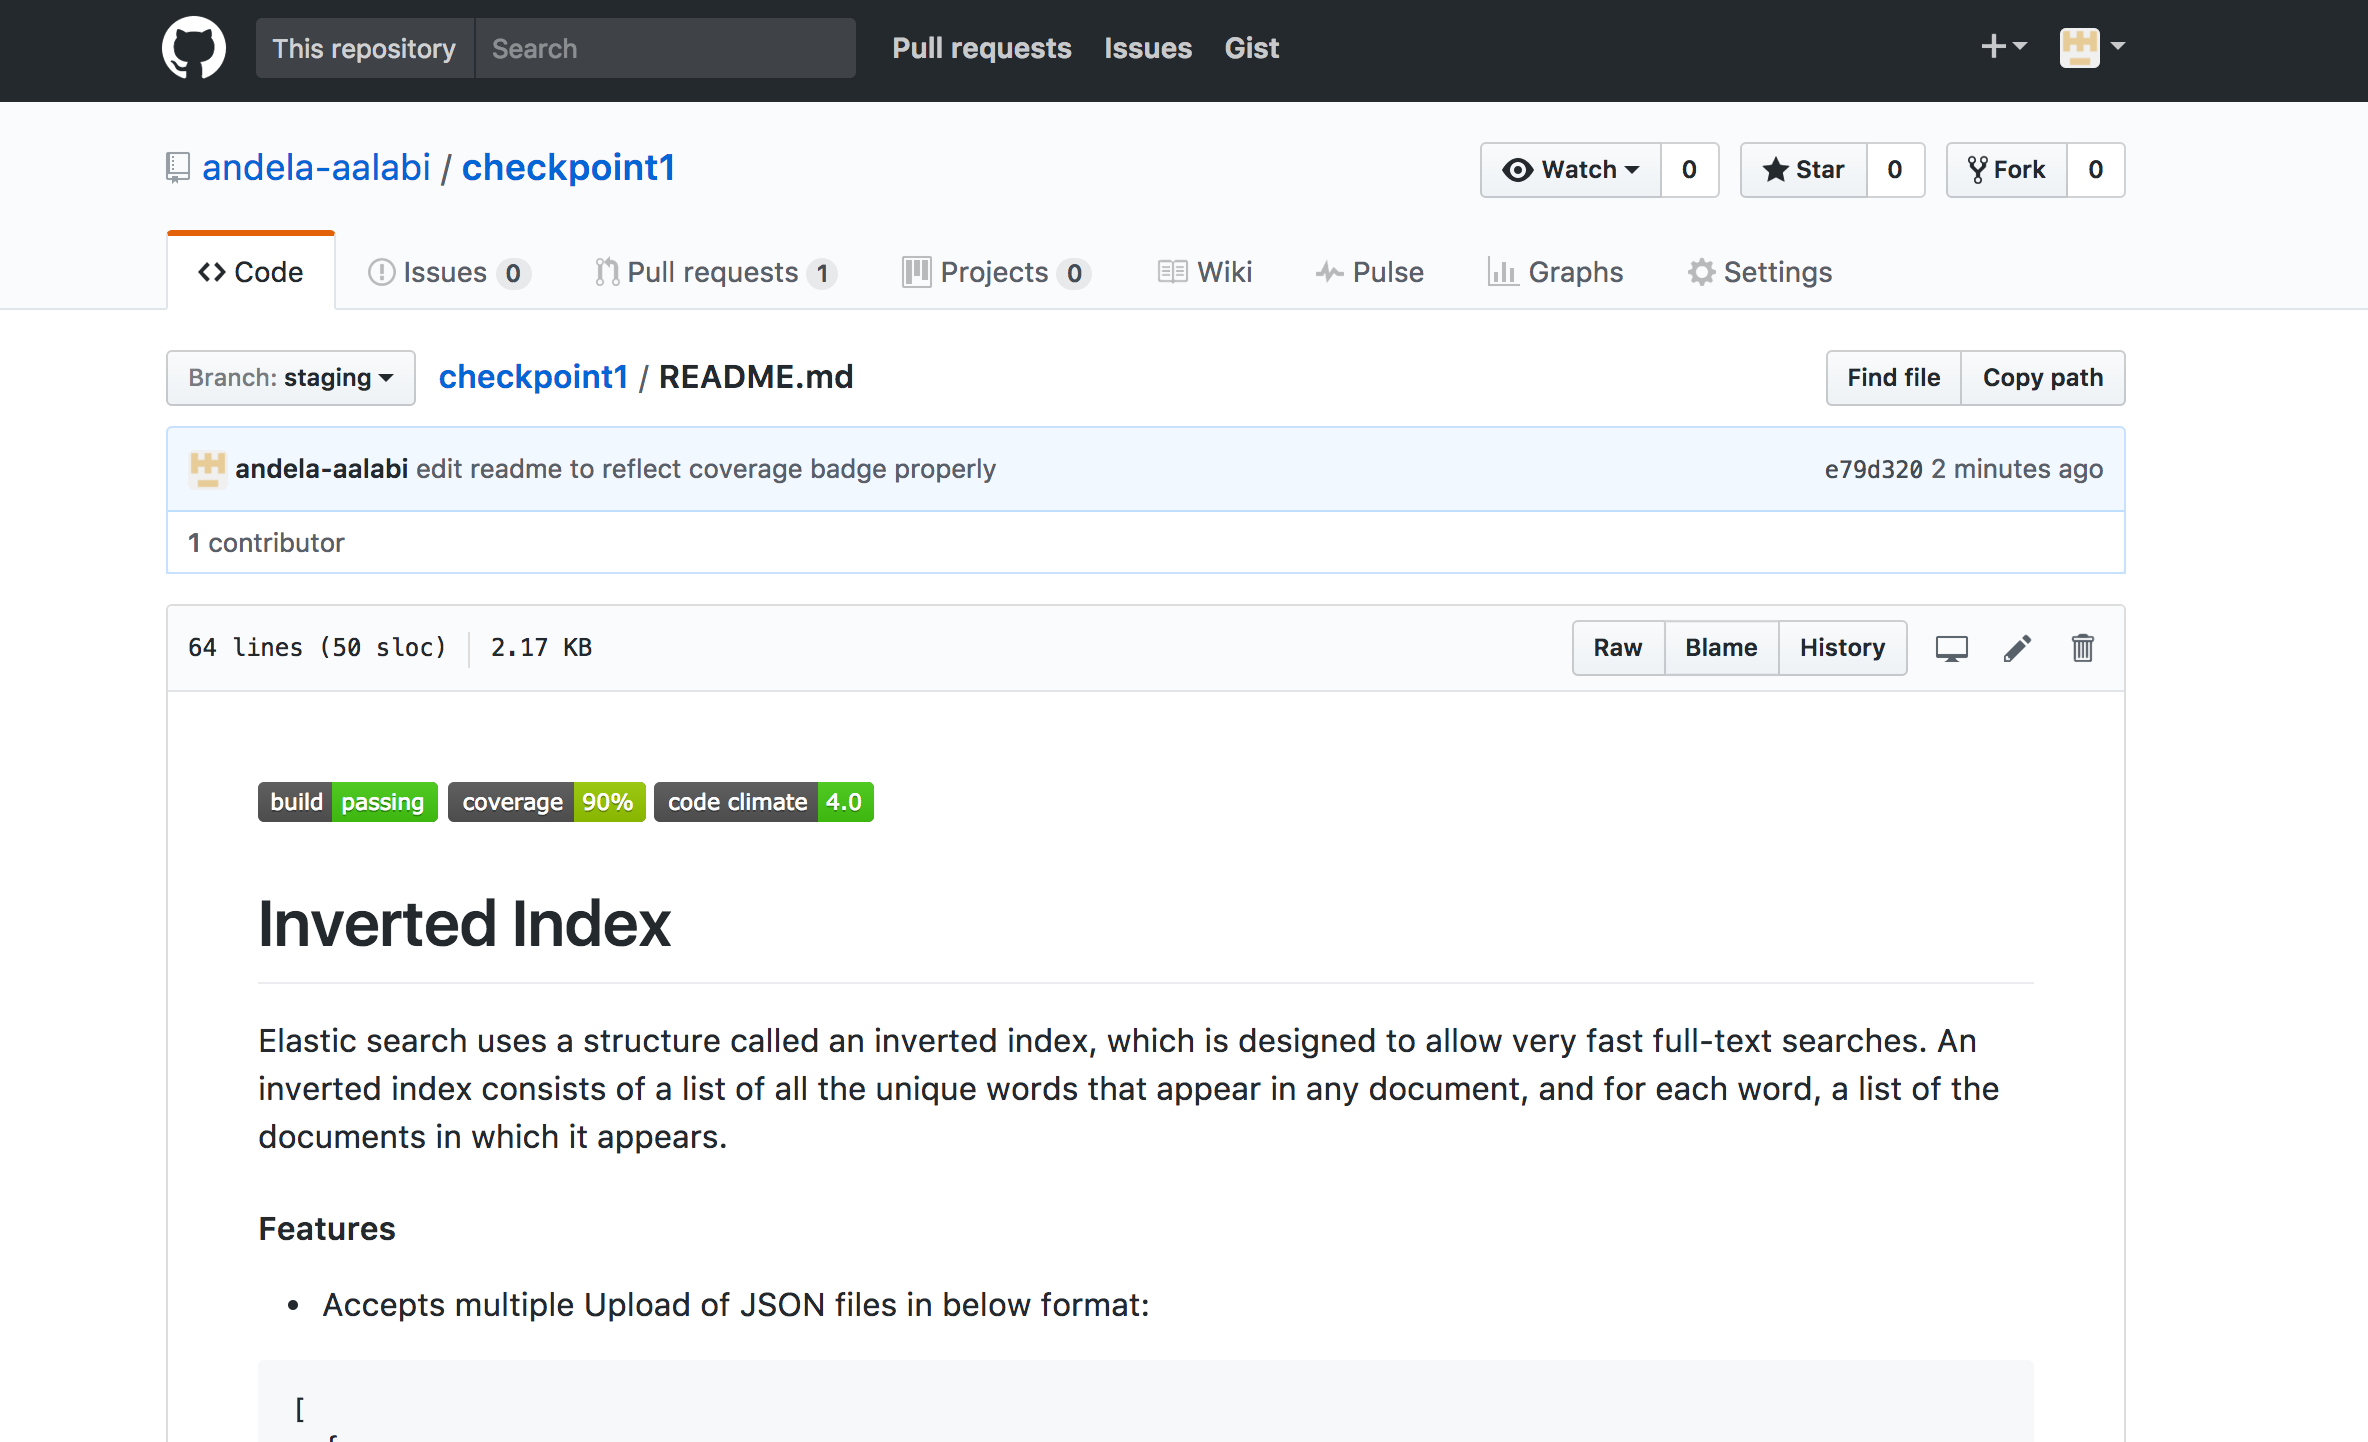 This repository Search Pull requests Issues Gist
andela-aalabi / checkpoint1 Watch 0 Star 0 Fork 0
Code Issues 0 Pull requests 1 Projects 0 Wiki Pulse Graphs Settings
Branch: staging checkpoint1 / README.md Find file Copy path
andela-aalabi edit readme to reflect coverage badge properly e79d320 2 minutes ago
1 contributor
64 lines (50 sloc) 2.17 KB Raw Blame History
build passing coverage 90% code climate 4.0
Inverted Index
Elastic search uses a structure called an inverted index, which is designed to allow very fast full-text searches. An
inverted index consists of a list of all the unique words that appear in any document, and for each word, a list of the
documents in which it appears.
Features
• Accepts multiple Upload of JSON files in below format:
[